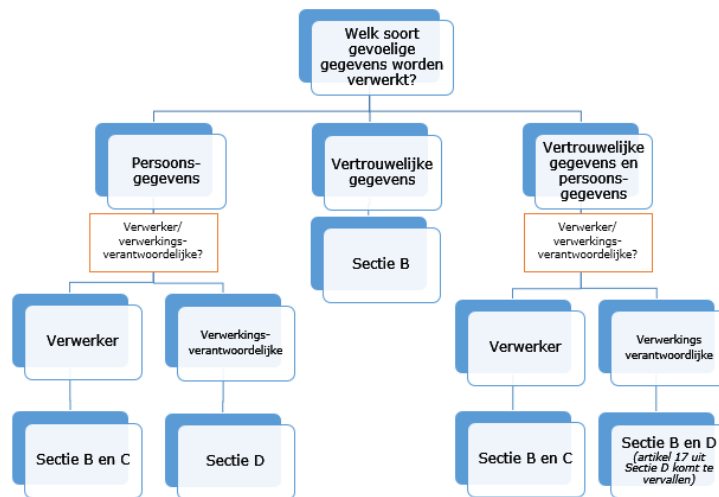 Welk soort
gevoelige
gegevens worden
verwerkt?
Persoons-
gegevens
Vertrouwelijke
gegevens
Vertrouwelijke
gegevens en
persoons-
gegevens
Verwerker/
verwerkings-
verantwoordelijke?
Sectie B
Verwerker/
verwerkings-
verantwoordelijke?
Verwerker
Verwerkings-
verantwoordelijke
Verwerker
Verwerkings
verantwoordlijke
Sectie B en C
Sectie D
Sectie B en C
Sectie B en D
(artikel 17 uit
Sectie D komt te
vervallen)